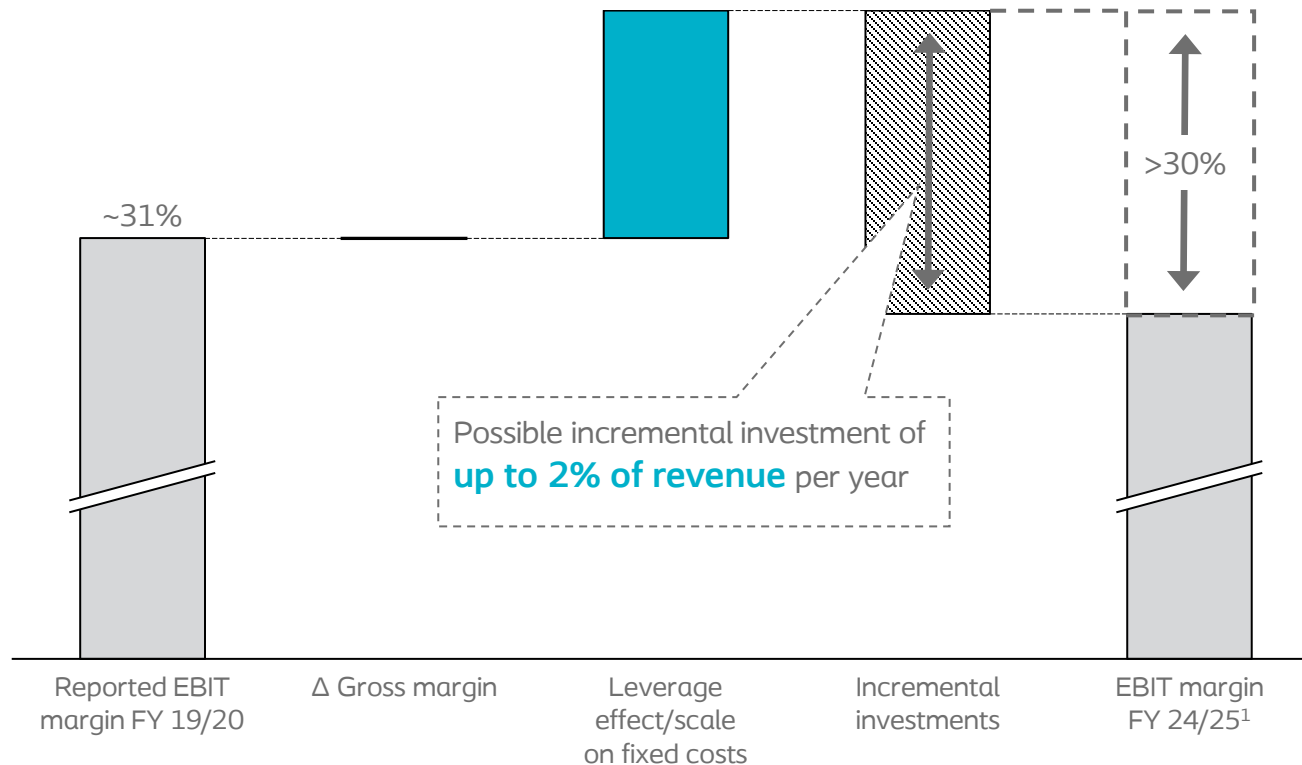 ~31%
>30%
Possible incremental investment of
up to 2% of revenue per year
Reported EBIT
margin FY 19/20
Δ Gross margin
Leverage
effect/scale
on fixed costs
Incremental
investments
EBIT margin
FY 24/25¹